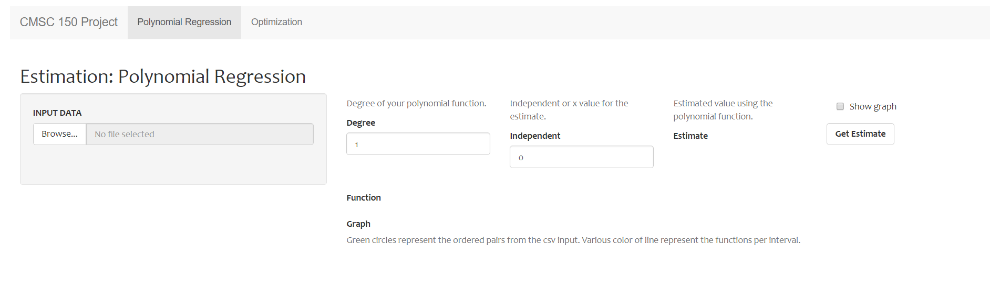 CMSC 150 Project Polynomial Regression Optimization
Estimation: Polynomial Regression
INPUT DATA
Browse... No file selected
Degree of your polynomial function.
Degree
1
Independent or x value for the
estimate.
Independent
0
Estimated value using the
polynomial function.
Estimate
Show graph
Get Estimate
Function
Graph
Green circles represent the ordered pairs from the csv input. Various color of line represent the functions per interval.